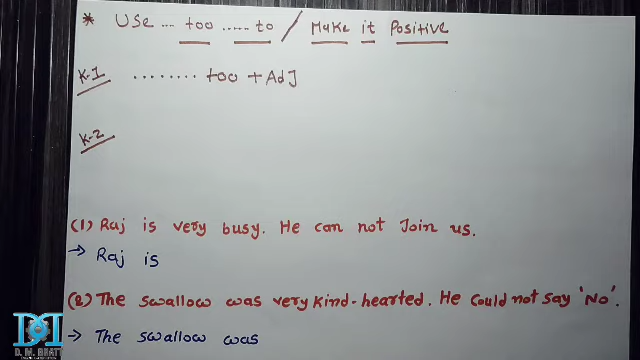 * Use ... too ...... to / Make it Positive
K-1 ........ too + Adj
K-2
(1) Raj is very busy. He can not Join us.
→ Raj is
(2) The swallow was very kind-hearted. He could not say 'No'.
→ The swallow was
D. M. BHATT